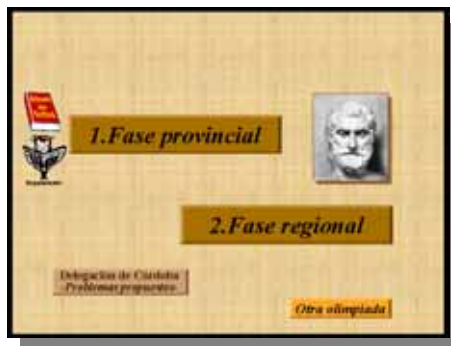 1.Fase provincial
2.Fase regional
Delegación de Córdoba
-Problemas propuestos
Otra olimpiada